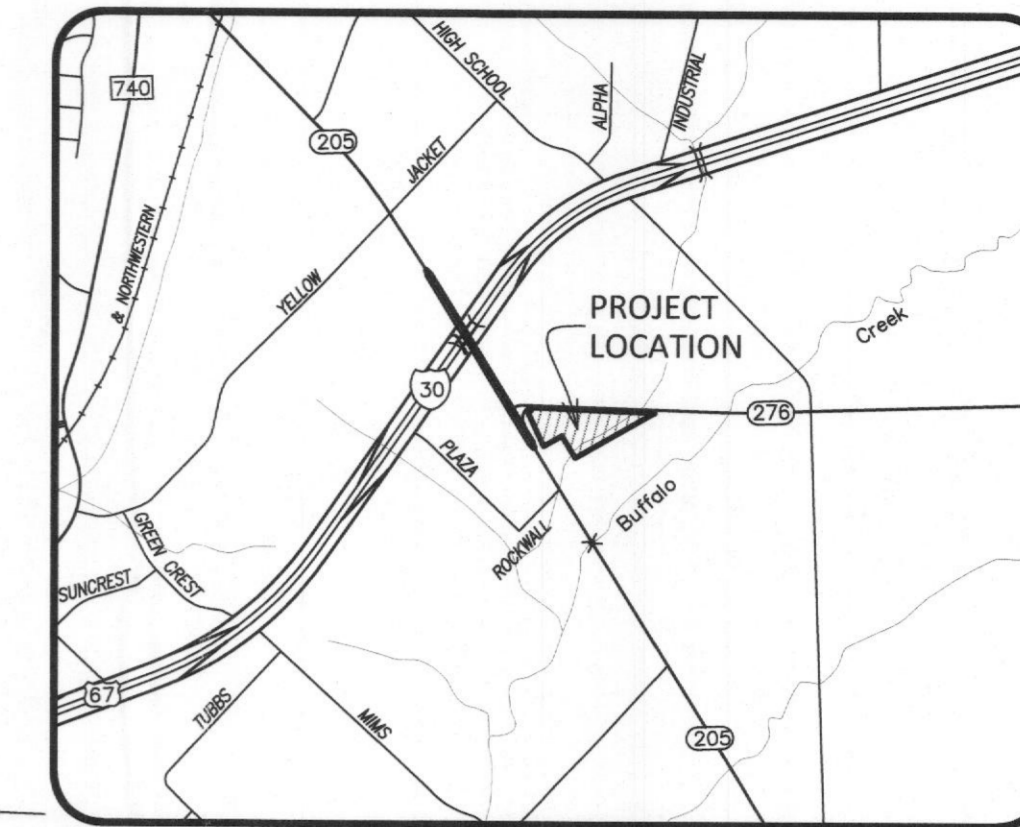 HIGH SCHOOL
740
205
ALPHA
INDUSTRIAL
JACKET
& NORTHWESTERN
YELLOW
PROJECT
LOCATION
Creek
30
276
PLAZA
Buffalo
ROCKWALL
GREEN CREST
SUNCREST
67
TUBBS
MIMS
205